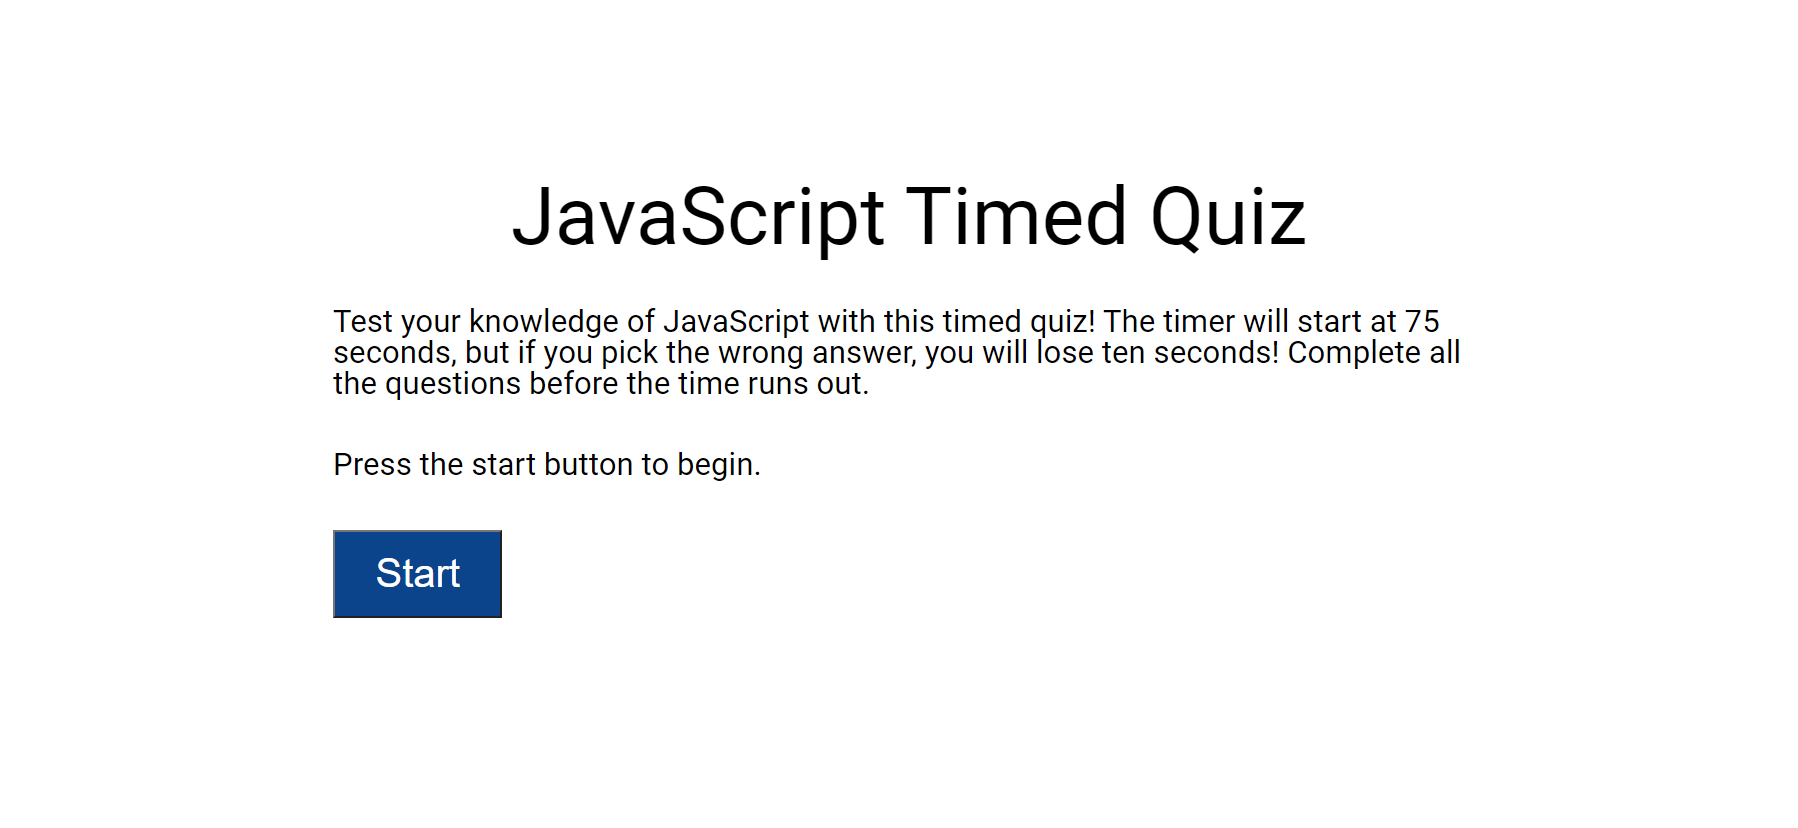 JavaScript Timed Quiz
Test your knowledge of JavaScript with this timed quiz! The timer will start at 75
seconds, but if you pick the wrong answer, you will lose ten seconds! Complete all
the questions before the time runs out.
Press the start button to begin.
Start